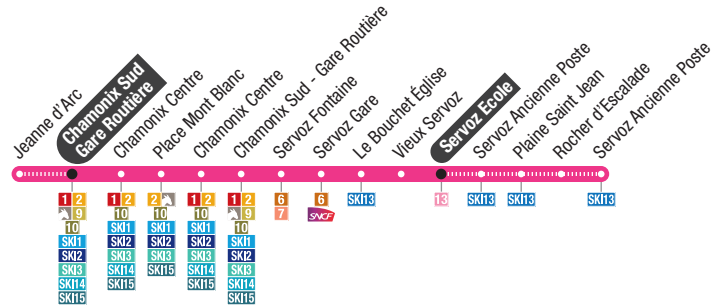 Jeanne d'Arc
Chamonix Sud
Gare Routière
Chamonix Centre
Place Mont Blanc
Chamonix Centre
Chamonix Sud - Gare Routière
Servoz Fontaine
Servoz Gare
Le Bouchet Église
Vieux Servoz
Servoz Ecole
Servoz Ancienne Poste
Plaine Saint Jean
Rocher d'Escalade
Servoz Ancienne Poste
1 2
9
10
SKI1
SKI2
SKI3
SKI14
SKI15
1 2
10
SKI1
SKI2
SKI3
SKI14
SKI15
2
10
SKI1
SKI3
SKI15
1 2
10
SKI1
SKI2
SKI3
SKI14
SKI15
1 2
9
10
SKI1
SKI2
SKI3
SKI14
SKI15
6
7
6
SNCF
SKI13
13
SKI13
SKI13
SKI13